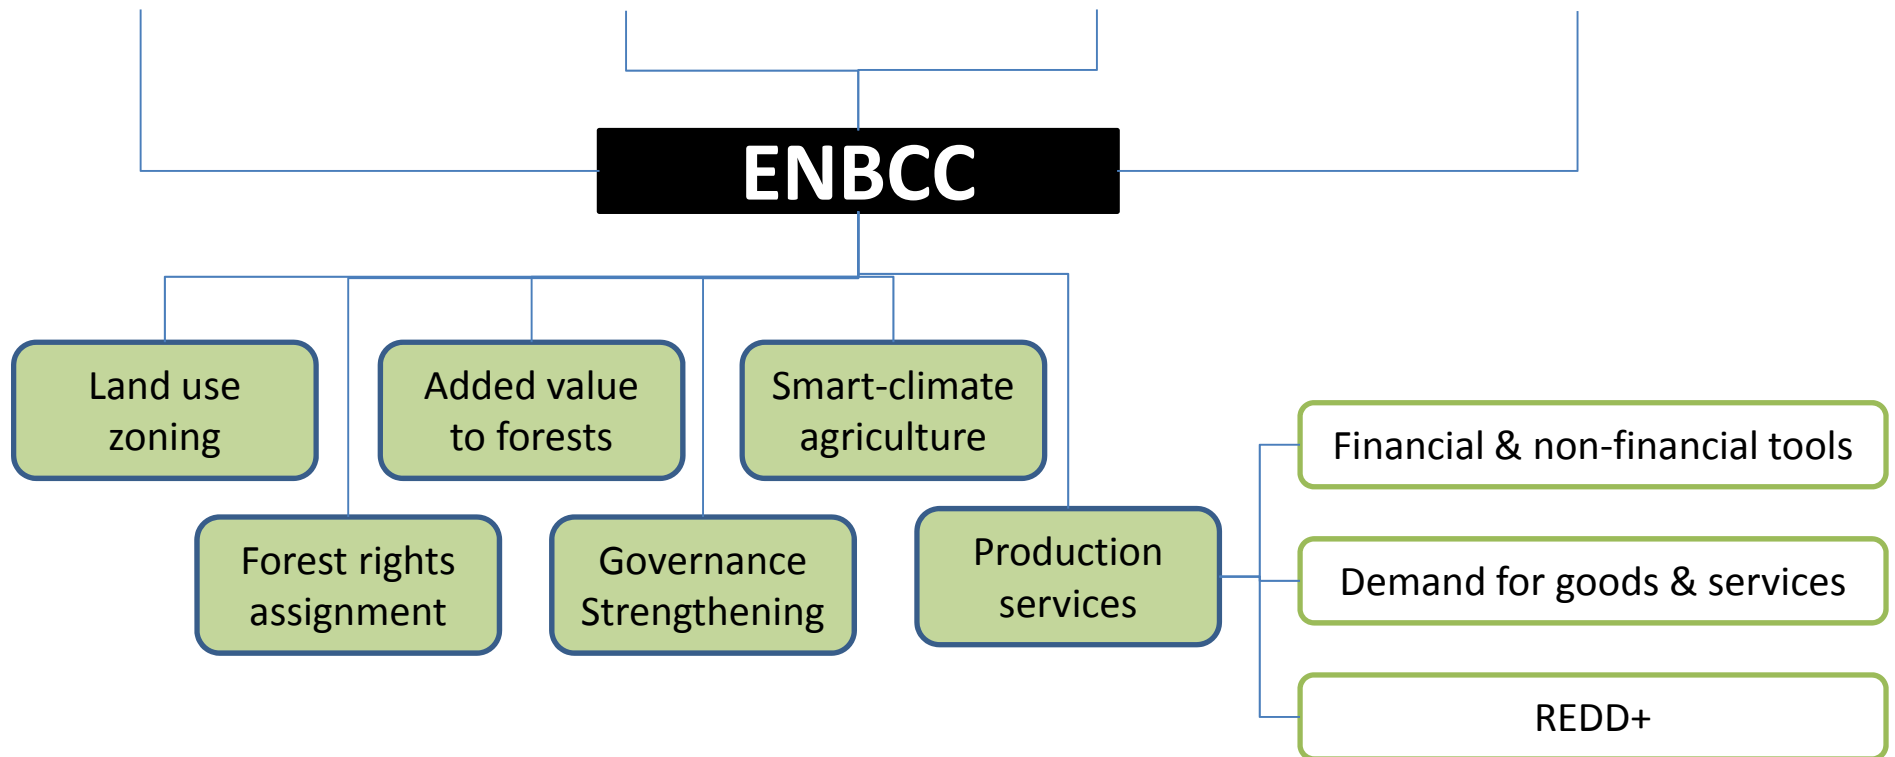 ENBCC
Land use
zoning
Added value
to forests
Smart-climate
agriculture
Forest rights
assignment
Governance
Strengthening
Production
services
Financial & non-financial tools
Demand for goods & services
REDD+